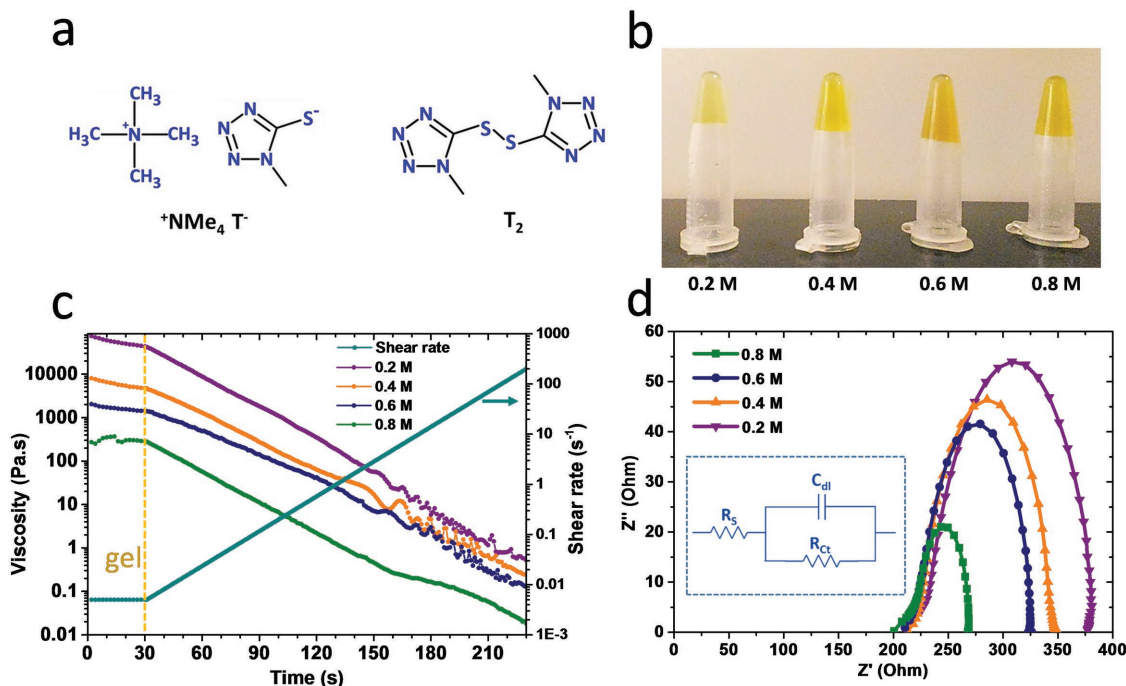 a
CH₃
H₃C N⁺ CH₃
CH₃
N N N N S⁻
⁺NMe₄ T⁻
N N N N S S N N N N
T₂
b
0.2 M 0.4 M 0.6 M 0.8 M
c
Viscosity (Pa.s)
10000
1000
100
10
1
0.1
0.01
gel
Shear rate
0.2 M
0.4 M
0.6 M
0.8 M
1000
100
10
1
0.1
0.01
1E-3
Shear rate (s⁻¹)
0 30 60 90 120 150 180 210
Time (s)
d
Z'' (Ohm)
60
50
40
30
20
10
0
0.8 M
0.6 M
0.4 M
0.2 M
R_S
C_dl
R_Ct
0 50 100 150 200 250 300 350 400
Z' (Ohm)